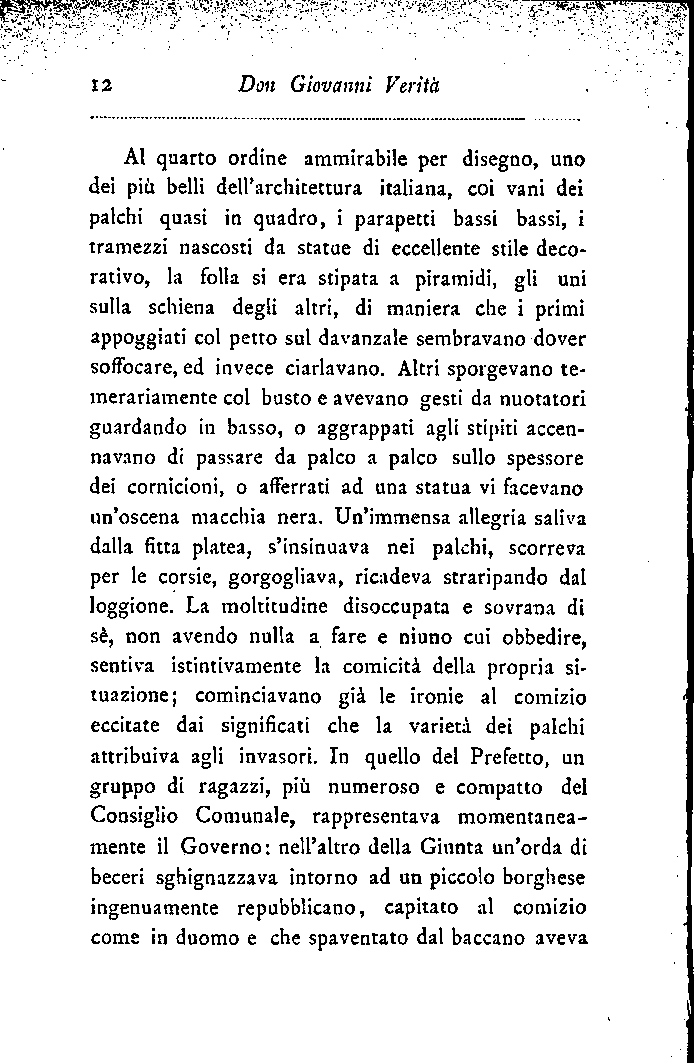 12 Don Giovanni Verità
Al quarto ordine ammirabile per disegno, uno
dei più belli dell'architettura italiana, coi vani dei
palchi quasi in quadro, i parapetti bassi bassi, i
tramezzi nascosti da statue di eccellente stile deco-
rativo, la folla si era stipata a piramidi, gli uni
sulla schiena degli altri, di maniera che i primi
appoggiati col petto sul davanzale sembravano dover
soffocare, ed invece ciarlavano. Altri sporgevano te-
merariamente col busto e avevano gesti da nuotatori
guardando in basso, o aggrappati agli stipiti accen-
navano di passare da palco a palco sullo spessore
dei cornicioni, o afferrati ad una statua vi facevano
un'oscena macchia nera. Un'immensa allegria saliva
dalla fitta platea, s'insinuava nei palchi, scorreva
per le corsie, gorgogliava, ricadeva straripando dal
loggione. La moltitudine disoccupata e sovrana di
sè, non avendo nulla a fare e niuno cui obbedire,
sentiva istintivamente la comicità della propria si-
tuazione; cominciavano già le ironie al comizio
eccitate dai significati che la varietà dei palchi
attribuiva agli invasori. In quello del Prefetto, un
gruppo di ragazzi, più numeroso e compatto del
Consiglio Comunale, rappresentava momentanea-
mente il Governo: nell'altro della Giunta un'orda di
beceri sghignazzava intorno ad un piccolo borghese
ingenuamente repubblicano, capitato al comizio
come in duomo e che spaventato dal baccano aveva